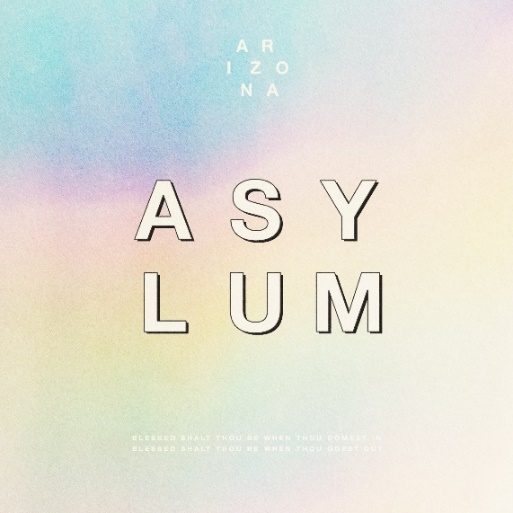 AR
IZO
NA
ASY
LUM
BLESSED SHALT THOU BE WHEN THOU COMEST IN
BLESSED SHALT THOU BE WHEN THOU GOEST OUT